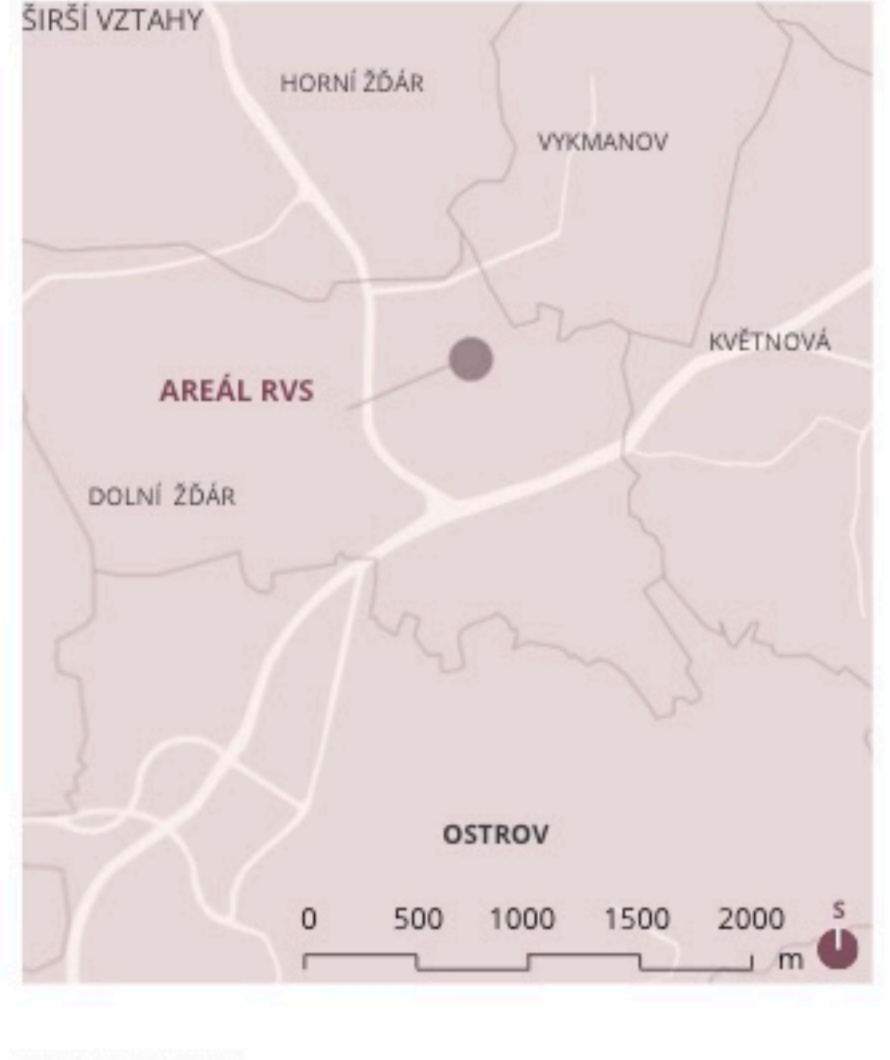 ŠIRŠÍ VZTAHY
HORNÍ ŽĎÁR
VYKMANOV
KVĚTNOVÁ
AREÁL RVS
DOLNÍ ŽĎÁR
OSTROV
0 500 1000 1500 2000 m
S